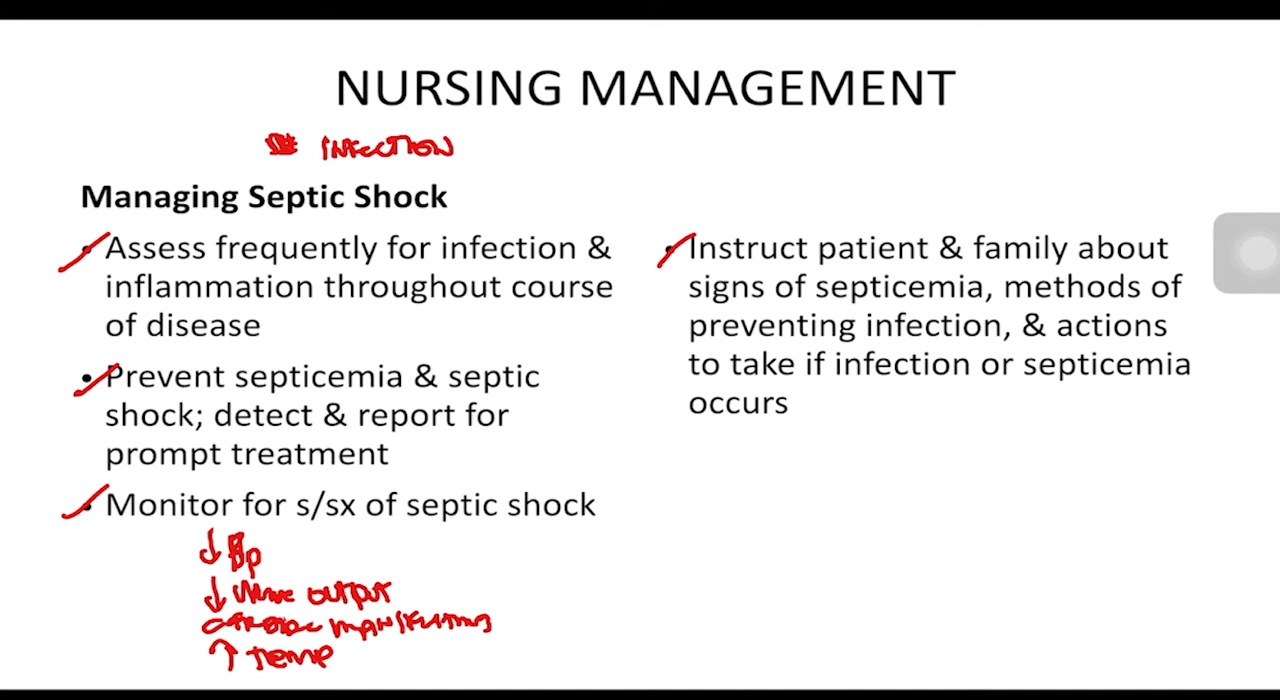 NURSING MANAGEMENT
INFECTION
Managing Septic Shock
• Assess frequently for infection &
inflammation throughout course
of disease
• Prevent septicemia & septic
shock; detect & report for
prompt treatment
• Monitor for s/sx of septic shock
↓ Bp
↓ urine output
cardiac manifestations
↑ Temp
• Instruct patient & family about
signs of septicemia, methods of
preventing infection, & actions
to take if infection or septicemia
occurs